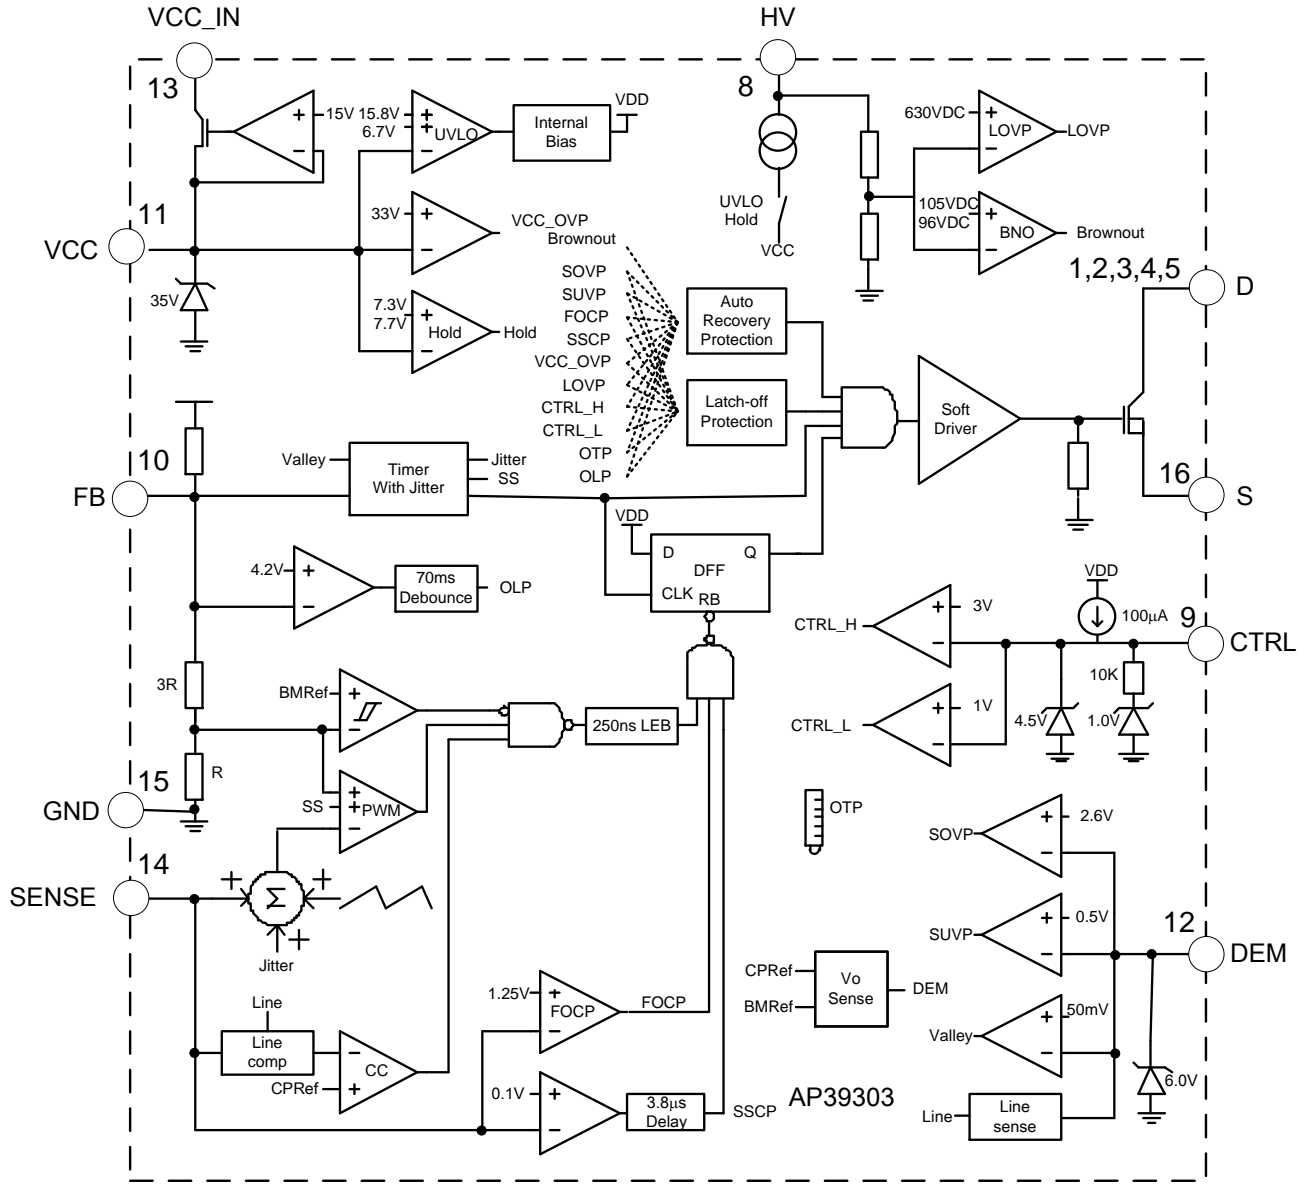 VCC_IN
HV
13
8
15V
15.8V
6.7V
+
+
+
−
−
UVLO
Internal
Bias
VDD
630VDC
+
−
LOVP
LOVP
11
VCC
33V
+
−
VCC_OVP
UVLO
Hold
VCC
105VDC
96VDC
+
−
BNO
Brownout
35V
7.3V
7.7V
+
−
Hold
Hold
Brownout
SOVP
SUVP
FOCP
SSCP
VCC_OVP
LOVP
CTRL_H
CTRL_L
OTP
OLP
Auto
Recovery
Protection
Latch-off
Protection
1,2,3,4,5
D
Soft
Driver
16
S
10
FB
Valley
Timer
With Jitter
Jitter
SS
VDD
D
Q
DFF
CLK
RB
4.2V
+
−
70ms
Debounce
OLP
VDD
100μA
9
CTRL
CTRL_H
+
−
3V
CTRL_L
+
−
1V
4.5V
10K
1.0V
3R
R
BMRef
+
250ns LEB
15
GND
SS
+
+
−
PWM
OTP
14
SENSE
+
+
Σ
+
Jitter
SOVP
+
−
2.6V
SUVP
+
−
0.5V
12
DEM
CPRef
BMRef
Vo
Sense
DEM
Valley
+
−
50mV
6.0V
Line
Line
comp
CPRef
−
+
CC
1.25V
+
−
FOCP
FOCP
0.1V
+
−
3.8μs
Delay
SSCP
AP39303
Line
Line
sense